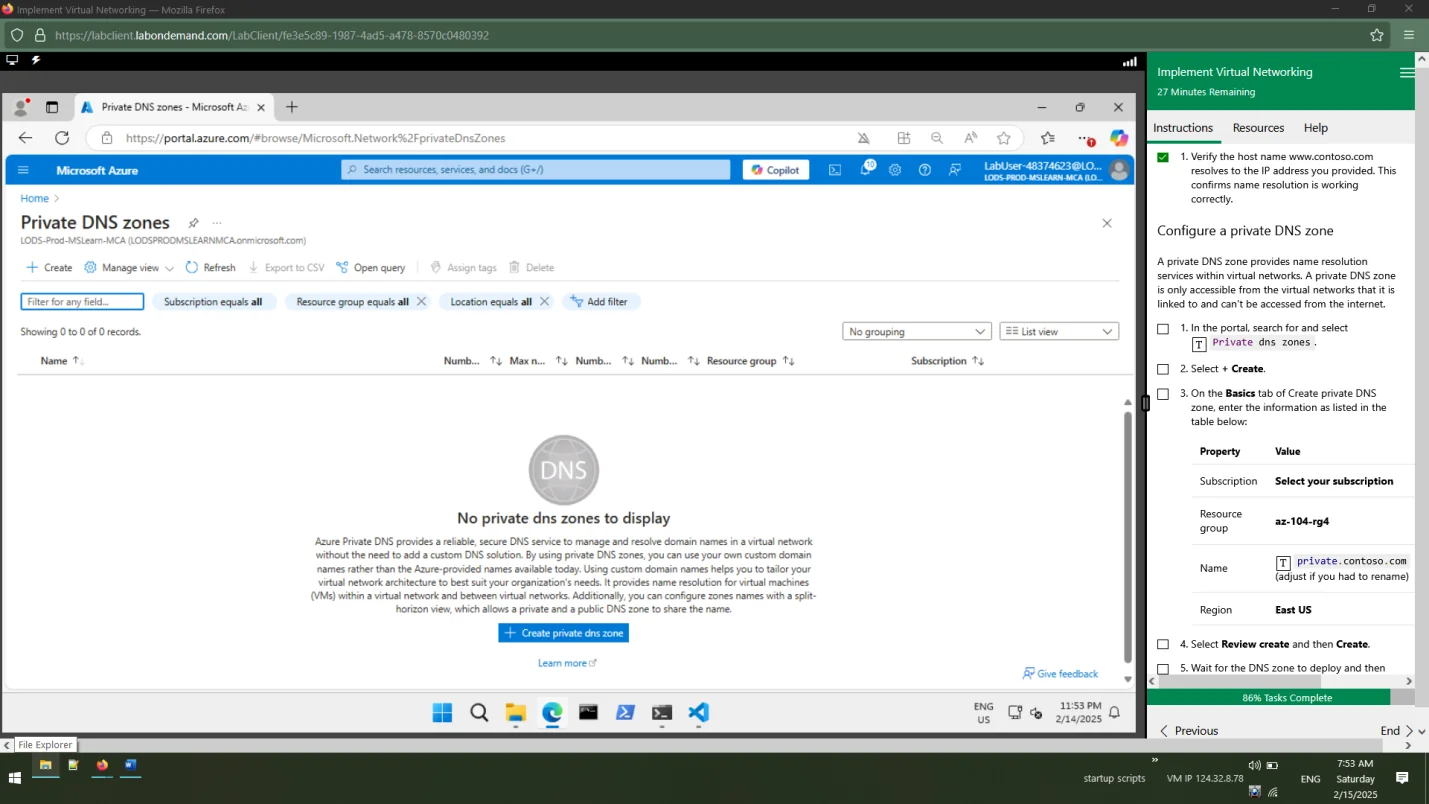 Implement Virtual Networking — Mozilla Firefox
https://labclient.labondemand.com/LabClient/fe3e5c89-1987-4ad5-a478-8570c0480392
Private DNS zones - Microsoft Az
https://portal.azure.com/#browse/Microsoft.Network%2FprivateDnsZones
Microsoft Azure
Search resources, services, and docs (G+/)
Copilot
10
LabUser-48374623@LO...
LODS-PROD-MSLEARN-MCA (LO...
Home >
Private DNS zones
LODS-Prod-MSLearn-MCA (LODSPRODMSLEARNMCA.onmicrosoft.com)
Create
Manage view
Refresh
Export to CSV
Open query
Assign tags
Delete
Filter for any field...
Subscription equals all
Resource group equals all
Location equals all
Add filter
Showing 0 to 0 of 0 records.
No grouping
List view
Name
Numb...
Max n...
Numb...
Numb...
Resource group
Subscription
DNS
No private dns zones to display
Azure Private DNS provides a reliable, secure DNS service to manage and resolve domain names in a virtual network
without the need to add a custom DNS solution. By using private DNS zones, you can use your own custom domain
names rather than the Azure-provided names available today. Using custom domain names helps you to tailor your
virtual network architecture to best suit your organization's needs. It provides name resolution for virtual machines
(VMs) within a virtual network and between virtual networks. Additionally, you can configure zones names with a split-
horizon view, which allows a private and a public DNS zone to share the name.
Create private dns zone
Learn more
Give feedback
ENG
US
11:53 PM
2/14/2025
Implement Virtual Networking
27 Minutes Remaining
Instructions
Resources
Help
1. Verify the host name www.contoso.com
resolves to the IP address you provided. This
confirms name resolution is working
correctly.
Configure a private DNS zone
A private DNS zone provides name resolution
services within virtual networks. A private DNS zone
is only accessible from the virtual networks that it is
linked to and can't be accessed from the internet.
1. In the portal, search for and select
T Private dns zones .
2. Select + Create.
3. On the Basics tab of Create private DNS
zone, enter the information as listed in the
table below:
Property Value
Subscription Select your subscription
Resource
group
az-104-rg4
Name
T private.contoso.com
(adjust if you had to rename)
Region East US
4. Select Review create and then Create.
5. Wait for the DNS zone to deploy and then
86% Tasks Complete
Previous
End
File Explorer
startup scripts
VM IP 124.32.8.78
ENG
7:53 AM
Saturday
2/15/2025